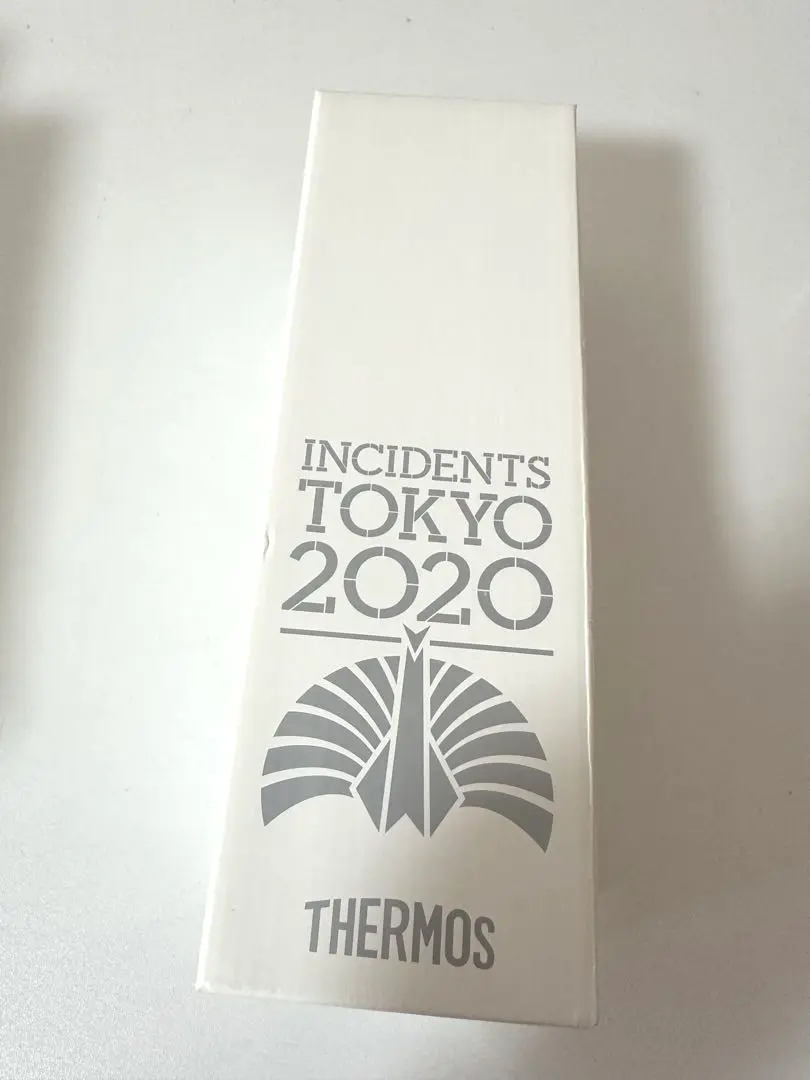 INCIDENTS
TOKYO
2020
THERMOS